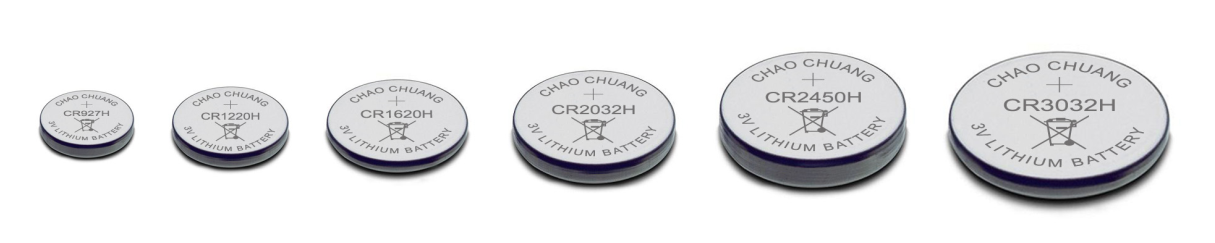 CHAO CHUANG
+
CR927H
3V LITHIUM BATTERY
CHAO CHUANG
+
CR1220H
3V LITHIUM BATTERY
CHAO CHUANG
+
CR1620H
3V LITHIUM BATTERY
CHAO CHUANG
+
CR2032H
3V LITHIUM BATTERY
CHAO CHUANG
+
CR2450H
3V LITHIUM BATTERY
CHAO CHUANG
+
CR3032H
3V LITHIUM BATTERY